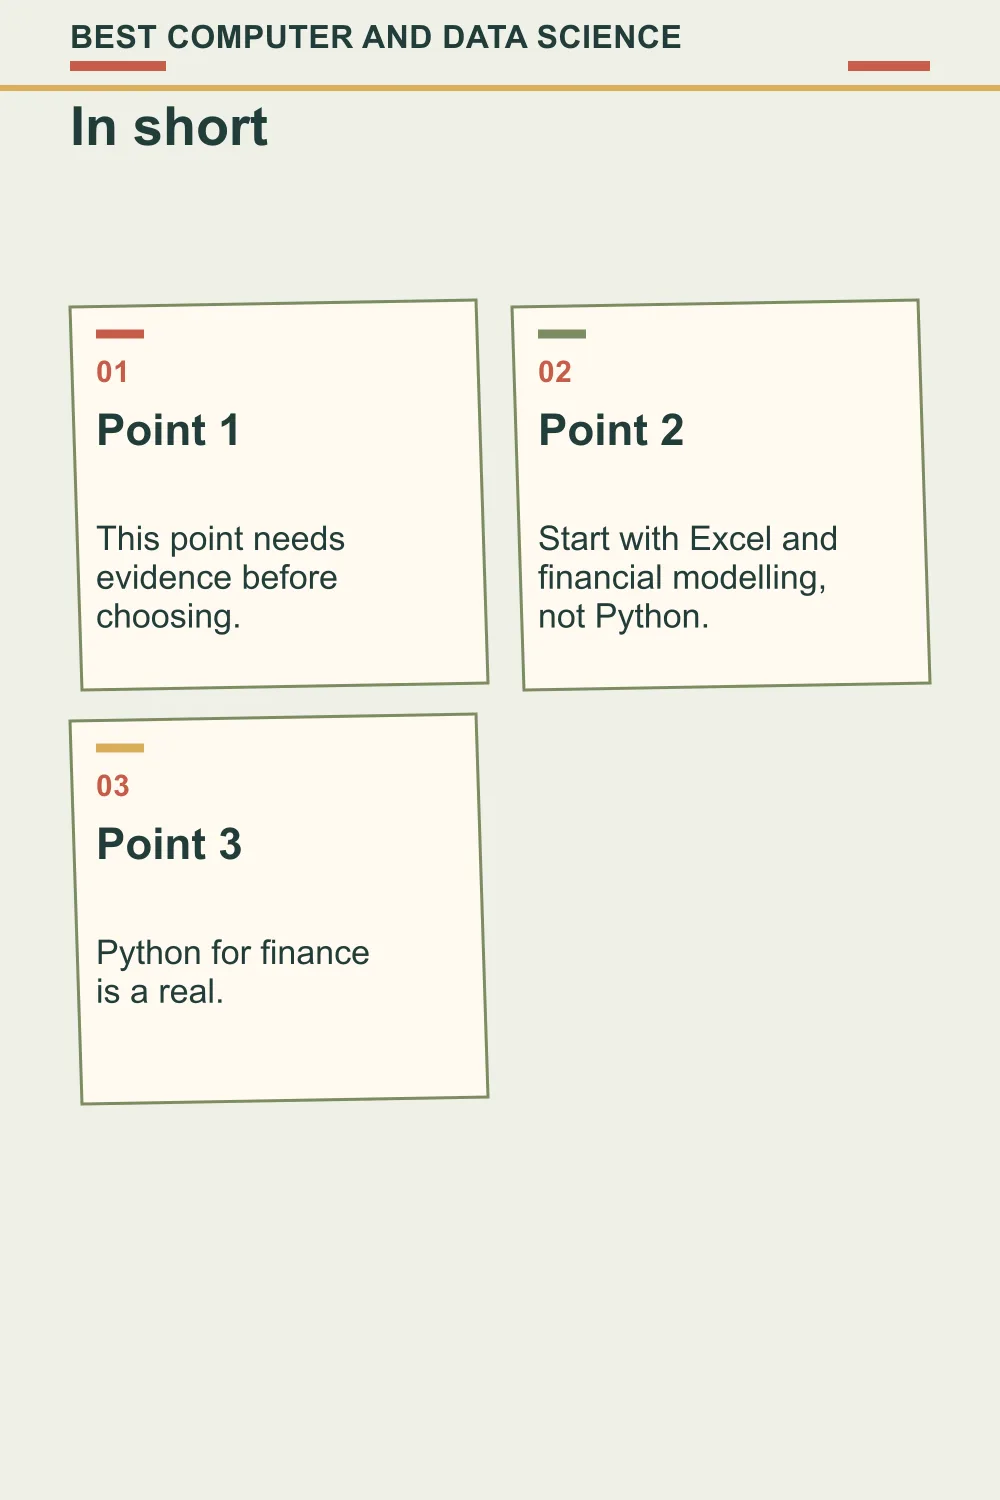 BEST COMPUTER AND DATA SCIENCE
In short
01
Point 1
This point needs
evidence before
choosing.
02
Point 2
Start with Excel and
financial modelling,
not Python.
03
Point 3
Python for finance
is a real.